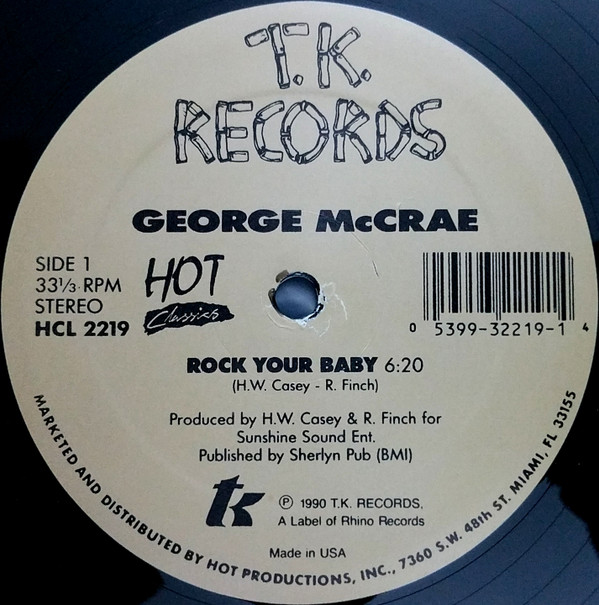 T.K.
RECORDS
GEORGE McCRAE
SIDE 1
33⅓ RPM
STEREO
HCL 2219
HOT
Classics
0 5399-32219-1 4
ROCK YOUR BABY 6:20
(H.W. Casey - R. Finch)
Produced by H.W. Casey & R. Finch for
Sunshine Sound Ent.
Published by Sherlyn Pub (BMI)
tk
℗ 1990 T.K. RECORDS,
A Label of Rhino Records
Made in USA
MARKETED AND DISTRIBUTED BY HOT PRODUCTIONS, INC., 7360 S.W. 48th ST. MIAMI, FL 33155